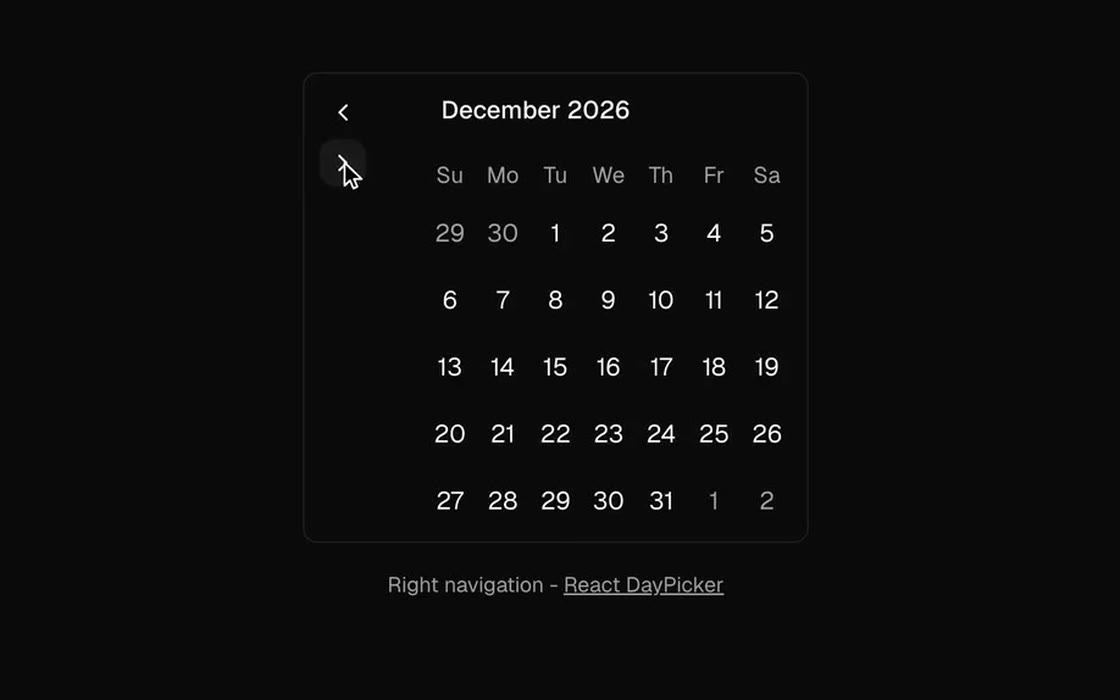 December 2026
Su Mo Tu We Th Fr Sa
29 30 1 2 3 4 5
6 7 8 9 10 11 12
13 14 15 16 17 18 19
20 21 22 23 24 25 26
27 28 29 30 31 1 2
Right navigation - React DayPicker